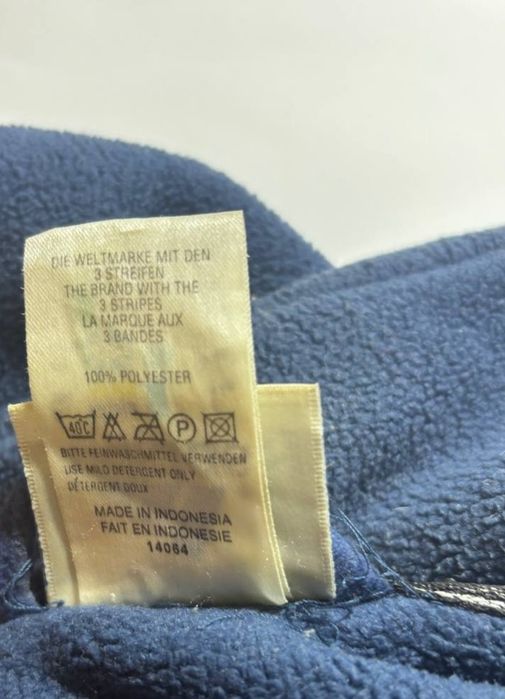 DIE WELTMARKE MIT DEN
3 STREIFEN
THE BRAND WITH THE
3 STRIPES
LA MARQUE AUX
3 BANDES
100% POLYESTER
40°C P
BITTE FEINWASCHMITTEL VERWENDEN
USE MILD DETERGENT ONLY
DÉTERGENT DOUX
MADE IN INDONESIA
FAIT EN INDONESIE
14064